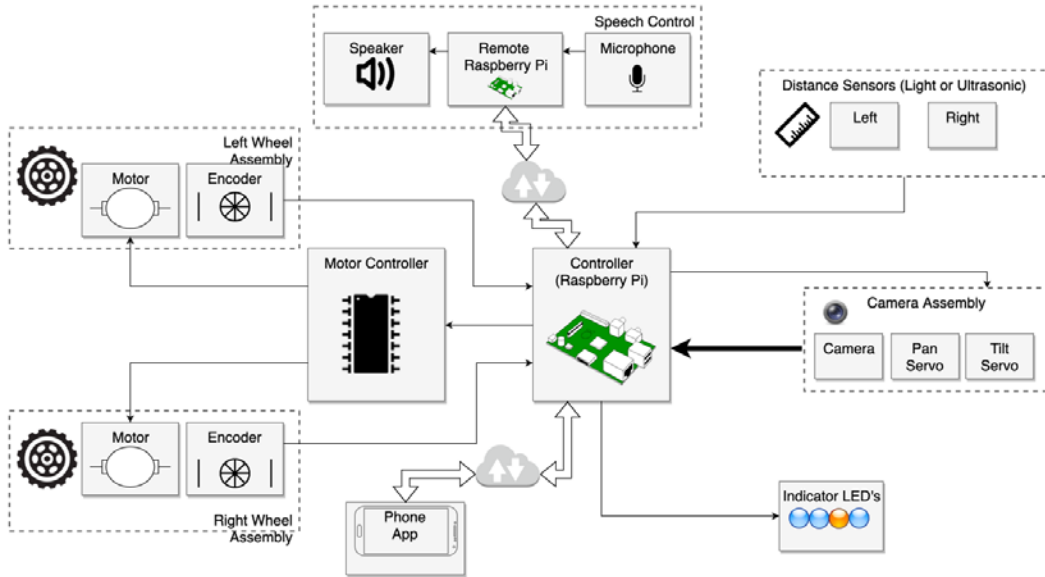 Speech Control
Speaker
Remote
Raspberry Pi
Microphone
Distance Sensors (Light or Ultrasonic)
Left
Right
Left Wheel
Assembly
Motor
Encoder
Motor Controller
Controller
(Raspberry Pi)
Camera Assembly
Camera
Pan
Servo
Tilt
Servo
Motor
Encoder
Right Wheel
Assembly
Phone
App
Indicator LED's